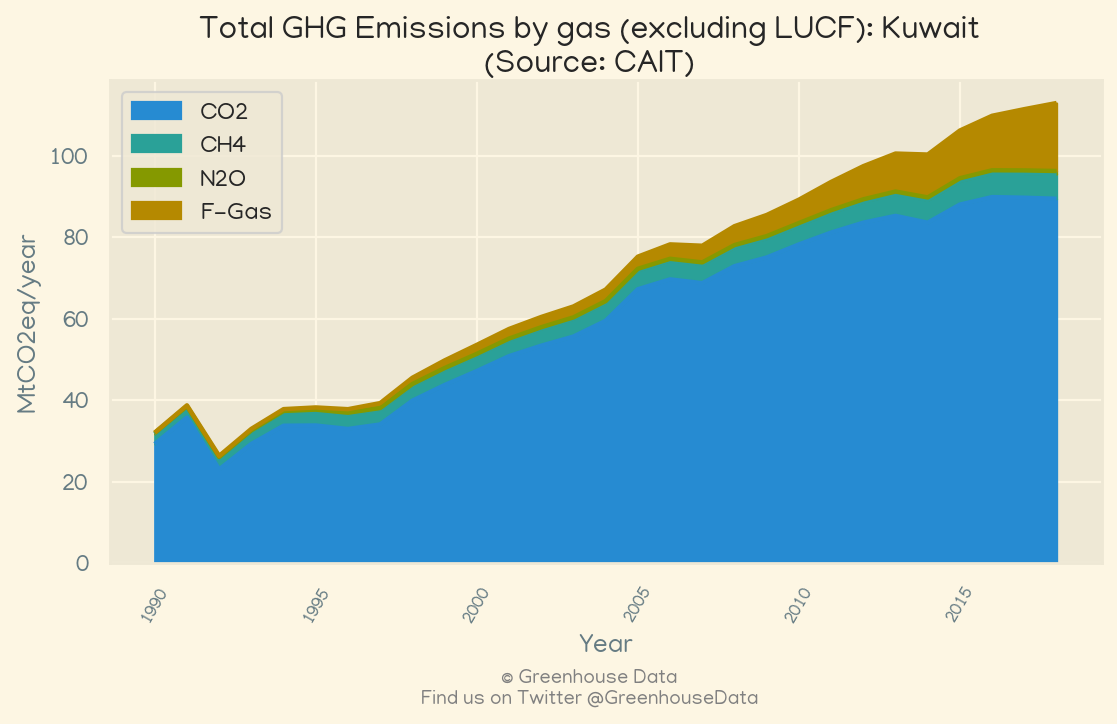 Total GHG Emissions by gas (excluding LUCF): Kuwait
(Source: CAIT)
CO2
CH4
N2O
F-Gas
MtCO2eq/year
100
80
60
40
20
0
1990
1995
2000
2005
2010
2015
Year
© Greenhouse Data
Find us on Twitter @GreenhouseData